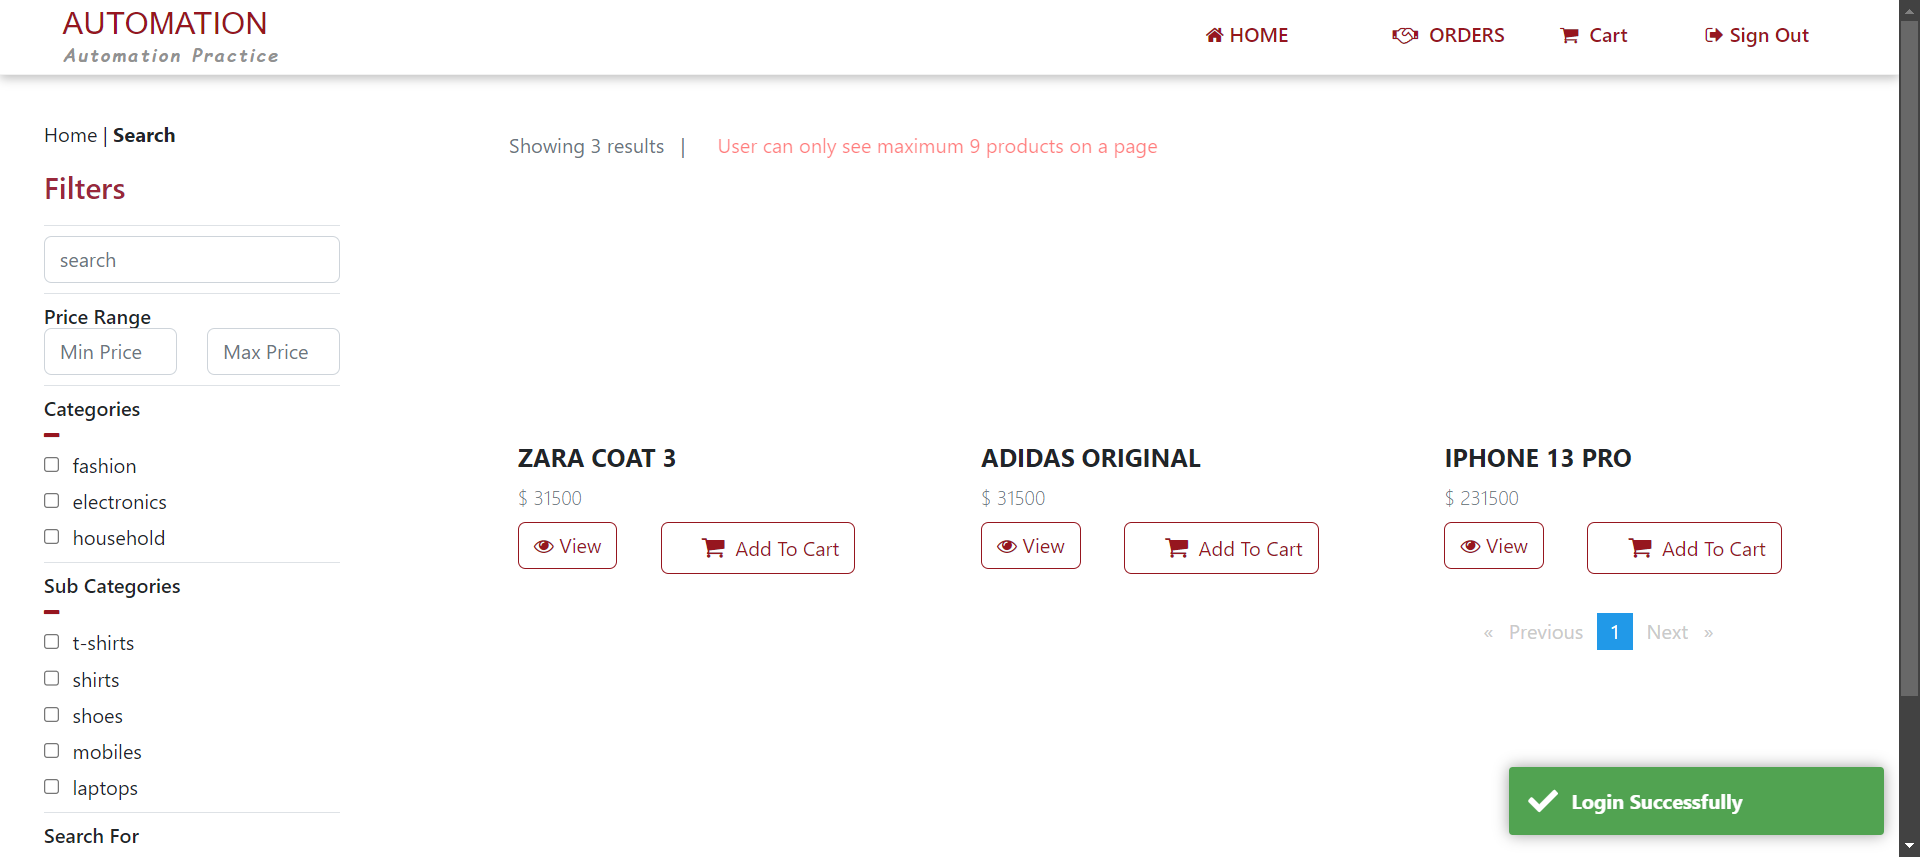 AUTOMATION
Automation Practice
HOME
ORDERS
Cart
Sign Out
Home | Search
Showing 3 results |
User can only see maximum 9 products on a page
Filters
search
Price Range
Min Price
Max Price
Categories
fashion
electronics
household
Sub Categories
t-shirts
shirts
shoes
mobiles
laptops
Search For
ZARA COAT 3
$ 31500
View
Add To Cart
ADIDAS ORIGINAL
$ 31500
View
Add To Cart
IPHONE 13 PRO
$ 231500
View
Add To Cart
« Previous 1 Next »
Login Successfully